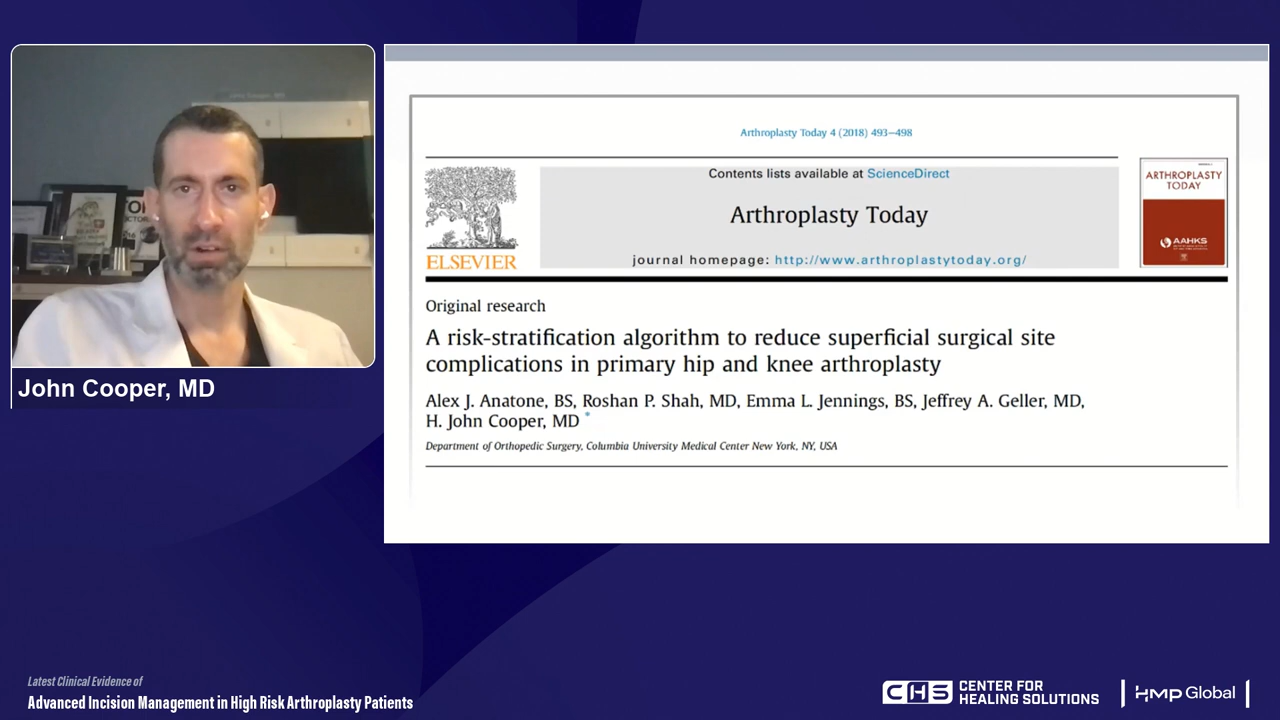 John Cooper, MD
Arthroplasty Today 4 (2018) 493–498
Contents lists available at ScienceDirect
Arthroplasty Today
journal homepage: http://www.arthroplastytoday.org/
ELSEVIER
ARTHROPLASTY
TODAY
AAHKS
Original research
A risk-stratification algorithm to reduce superficial surgical site
complications in primary hip and knee arthroplasty
Alex J. Anatone, BS, Roshan P. Shah, MD, Emma L. Jennings, BS, Jeffrey A. Geller, MD,
H. John Cooper, MD *
Department of Orthopedic Surgery, Columbia University Medical Center New York, NY, USA
Latest Clinical Evidence of
Advanced Incision Management in High Risk Arthroplasty Patients
CHS CENTER FOR
HEALING SOLUTIONS
HMP Global